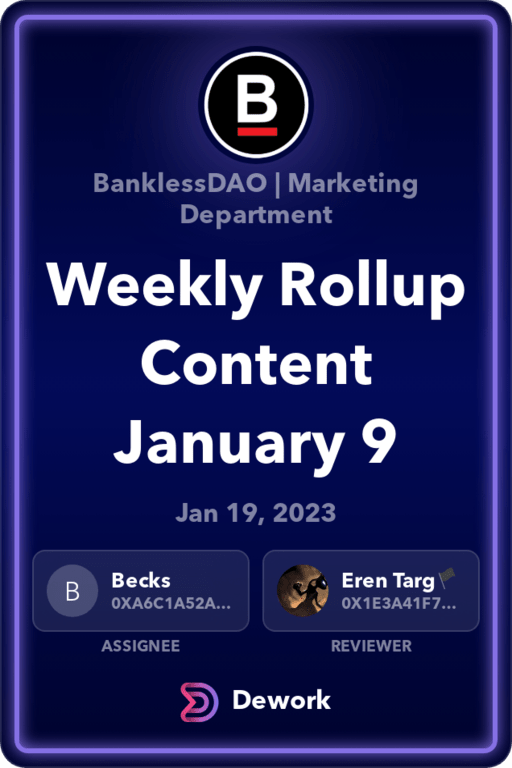 B
BanklessDAO | Marketing
Department
Weekly Rollup
Content
January 9
Jan 19, 2023
B
Becks
0XA6C1A52A...
Eren Targ🏴
0X1E3A41F7...
ASSIGNEE
REVIEWER
Dework